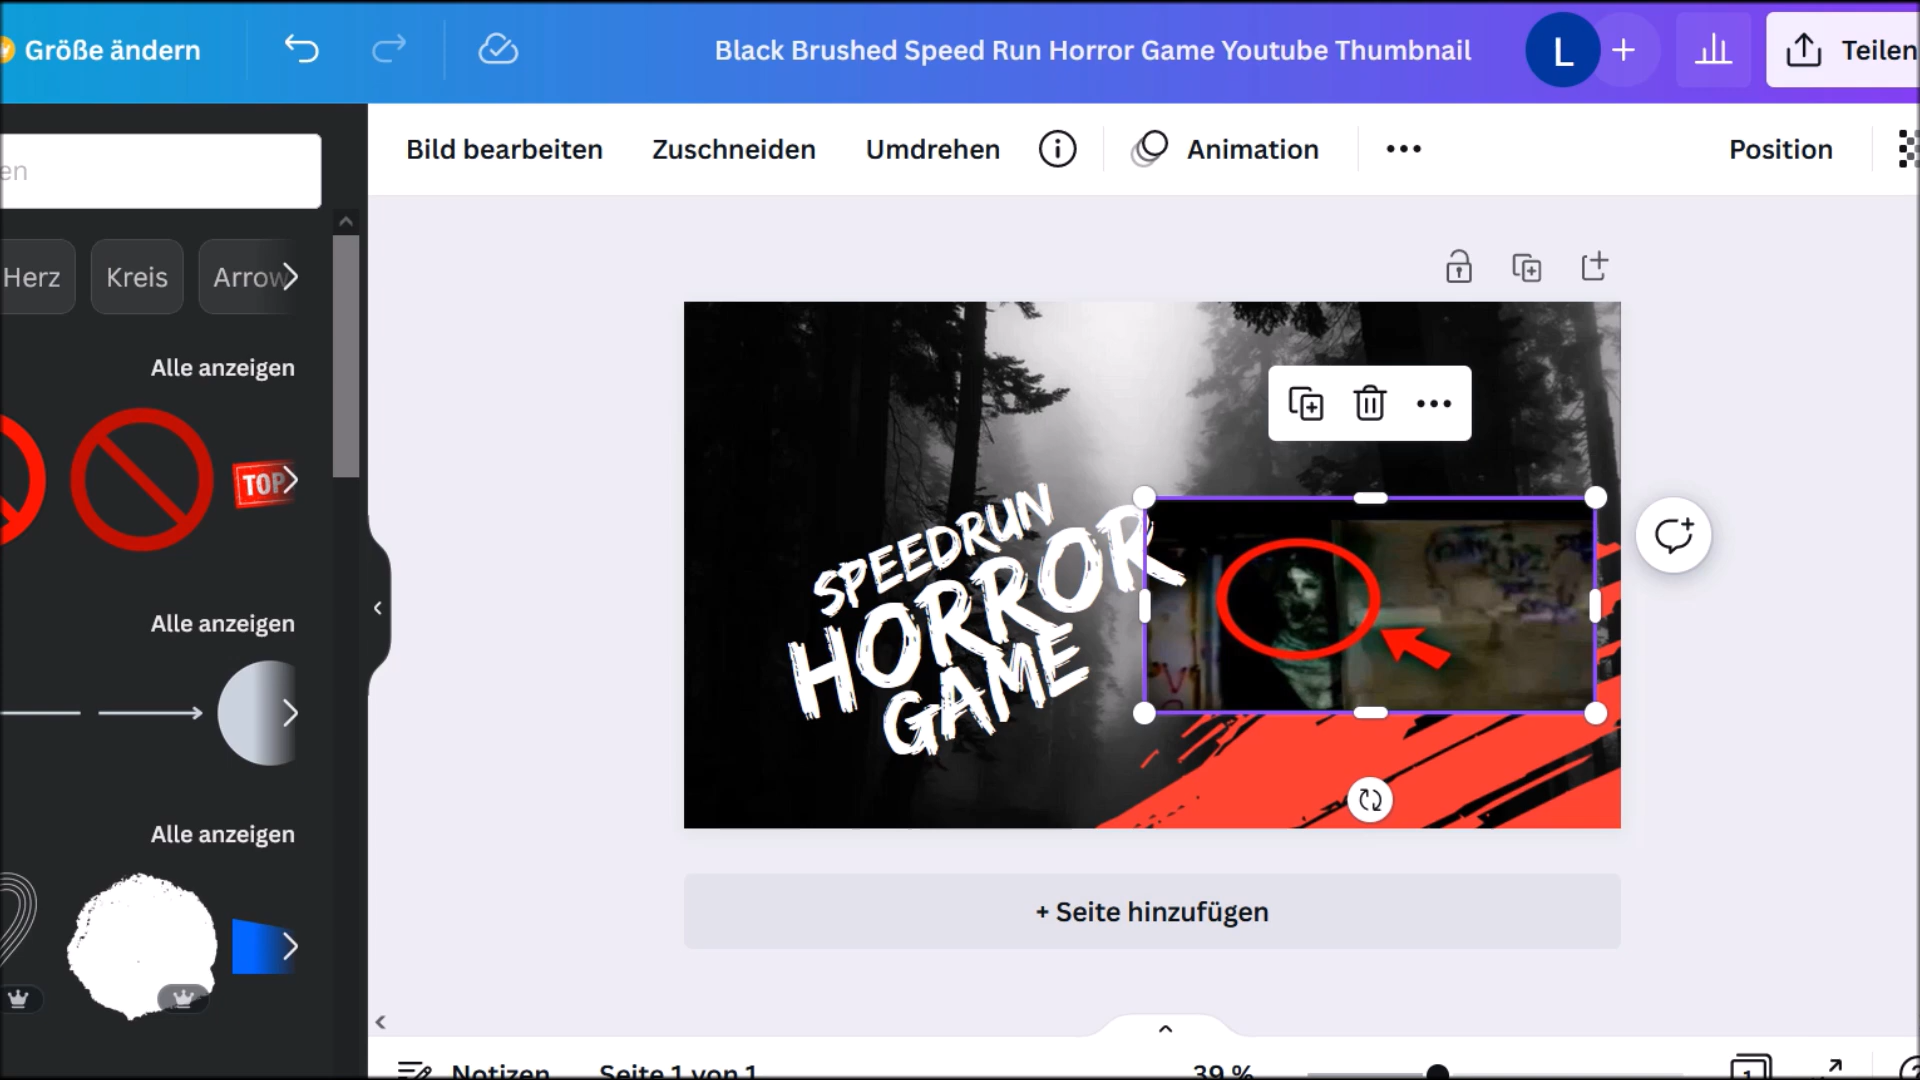 Größe ändern
Black Brushed Speed Run Horror Game Youtube Thumbnail
L
Teilen
en
Bild bearbeiten
Zuschneiden
Umdrehen
Animation
Position
Herz
Kreis
Arrow
Alle anzeigen
TOP
SPEEDRUN
HORROR
GAME
Alle anzeigen
Alle anzeigen
+ Seite hinzufügen
Notizen
Seite 1 von 1
39 %
1